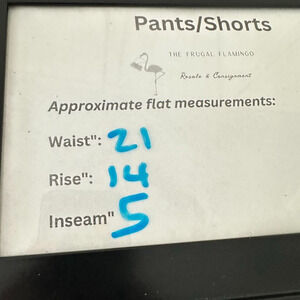 Pants/Shorts
THE FRUGAL FLAMINGO
Resale & Consignment
Approximate flat measurements:
Waist": 21
Rise": 14
Inseam" 5